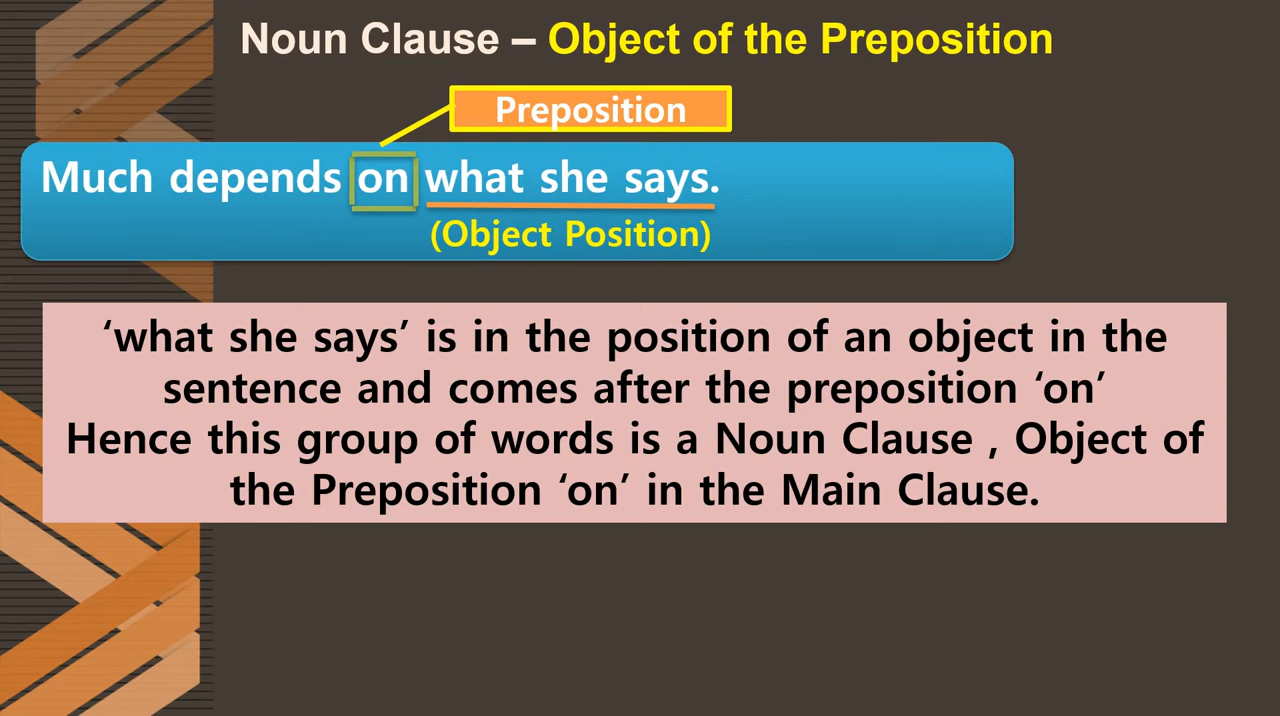 Noun Clause – Object of the Preposition
Preposition
Much depends on what she says.
(Object Position)
‘what she says’ is in the position of an object in the
sentence and comes after the preposition ‘on’
Hence this group of words is a Noun Clause , Object of
the Preposition ‘on’ in the Main Clause.